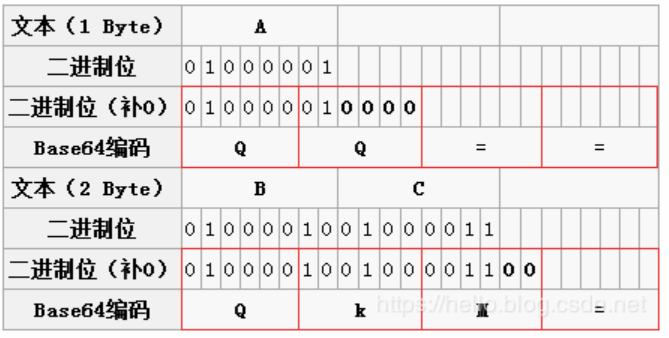 文本（1 Byte） A
二进制位 0 1 0 0 0 0 0 1
二进制位（补0） 0 1 0 0 0 0 0 1 0 0 0 0
Base64编码 Q Q = =
文本（2 Byte） B C
二进制位 0 1 0 0 0 0 1 0 0 1 0 0 0 0 1 1
二进制位（补0） 0 1 0 0 0 0 1 0 0 1 0 0 0 0 1 1 0 0
Base64编码 Q k M =
https://hello.blog.csdn.net